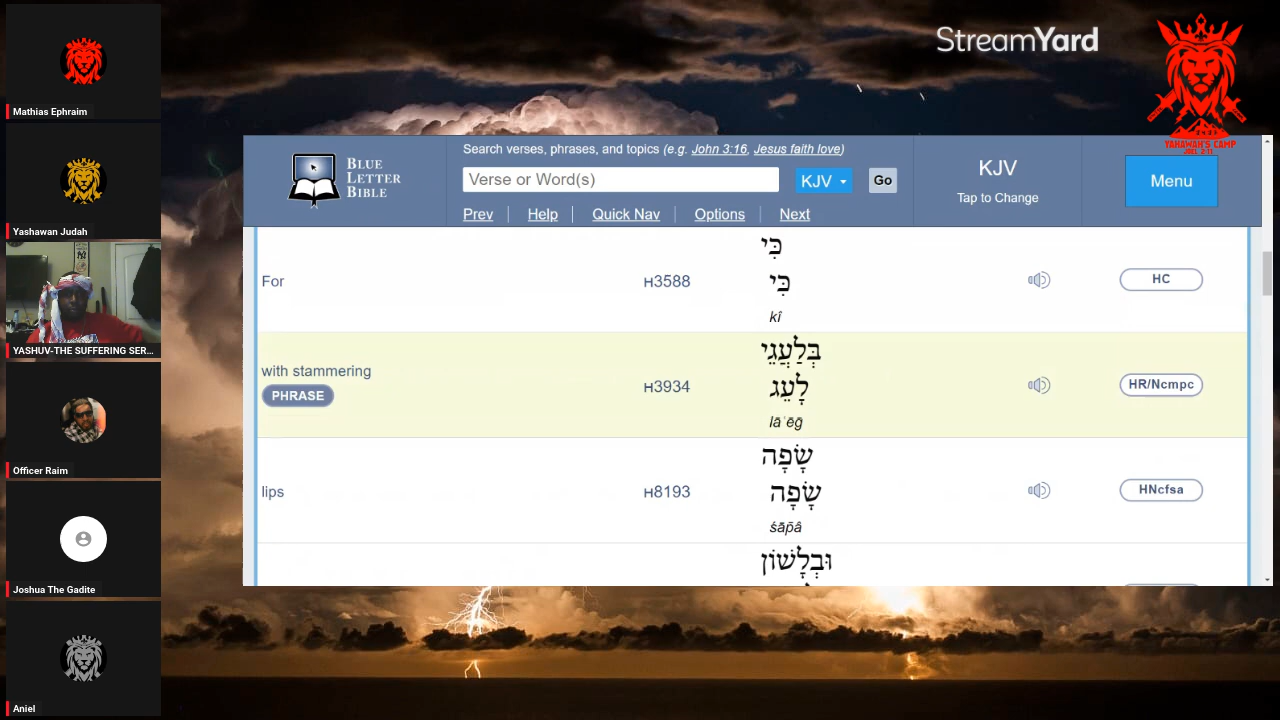 Mathias Ephraim
Yashawan Judah
YASHUV-THE SUFFERING SER...
Officer Raim
Joshua The Gadite
Aniel
StreamYard
YAHAWAH'S CAMP
JOEL 2:11
BLUE
LETTER
BIBLE
Search verses, phrases, and topics (e.g. John 3:16, Jesus faith love)
Verse or Word(s)
KJV
Go
Prev
Help
Quick Nav
Options
Next
KJV
Tap to Change
Menu
For
H3588
כִּי
כִּי
kî
HC
with stammering
PHRASE
H3934
בְּלַעֲגֵי
לָעֵג
lāʿēḡ
HR/Ncmpc
lips
H8193
שָׂפָה
שָׂפָה
śāp̄â
HNcfsa
וּבְלָשׁוֹן